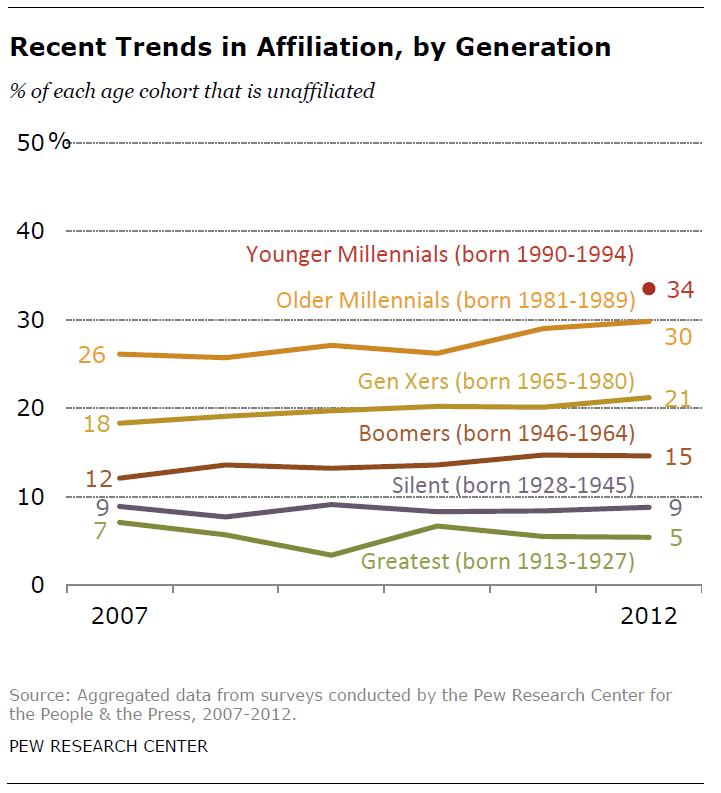 Recent Trends in Affiliation, by Generation
% of each age cohort that is unaffiliated
50%
40
Younger Millennials (born 1990-1994)
34
Older Millennials (born 1981-1989)
30
30
26
Gen Xers (born 1965-1980)
21
20
18
Boomers (born 1946-1964)
15
12
Silent (born 1928-1945)
10
9
9
7
5
Greatest (born 1913-1927)
0
2007 2012
Source: Aggregated data from surveys conducted by the Pew Research Center for
the People & the Press, 2007-2012.
PEW RESEARCH CENTER